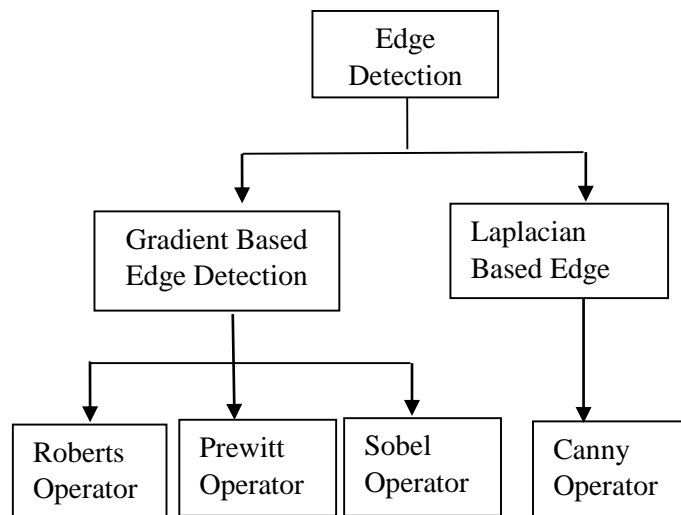 Edge
Detection
Gradient Based
Edge Detection
Laplacian
Based Edge
Roberts
Operator
Prewitt
Operator
Sobel
Operator
Canny
Operator